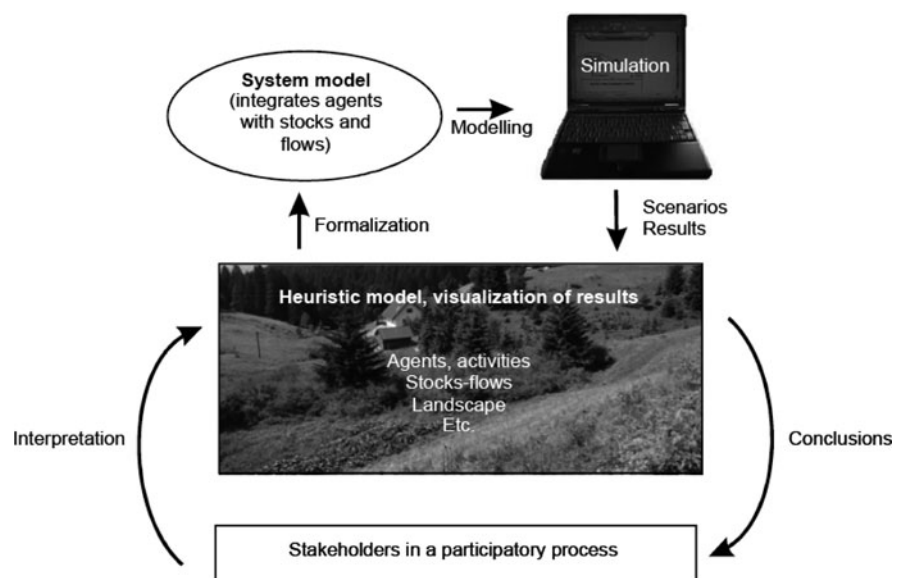 System model
(integrates agents
with stocks and
flows)
Modelling
Simulation
Formalization
Scenarios
Results
Heuristic model, visualization of results
Agents, activities
Stocks-flows
Landscape
Etc.
Interpretation
Conclusions
Stakeholders in a participatory process